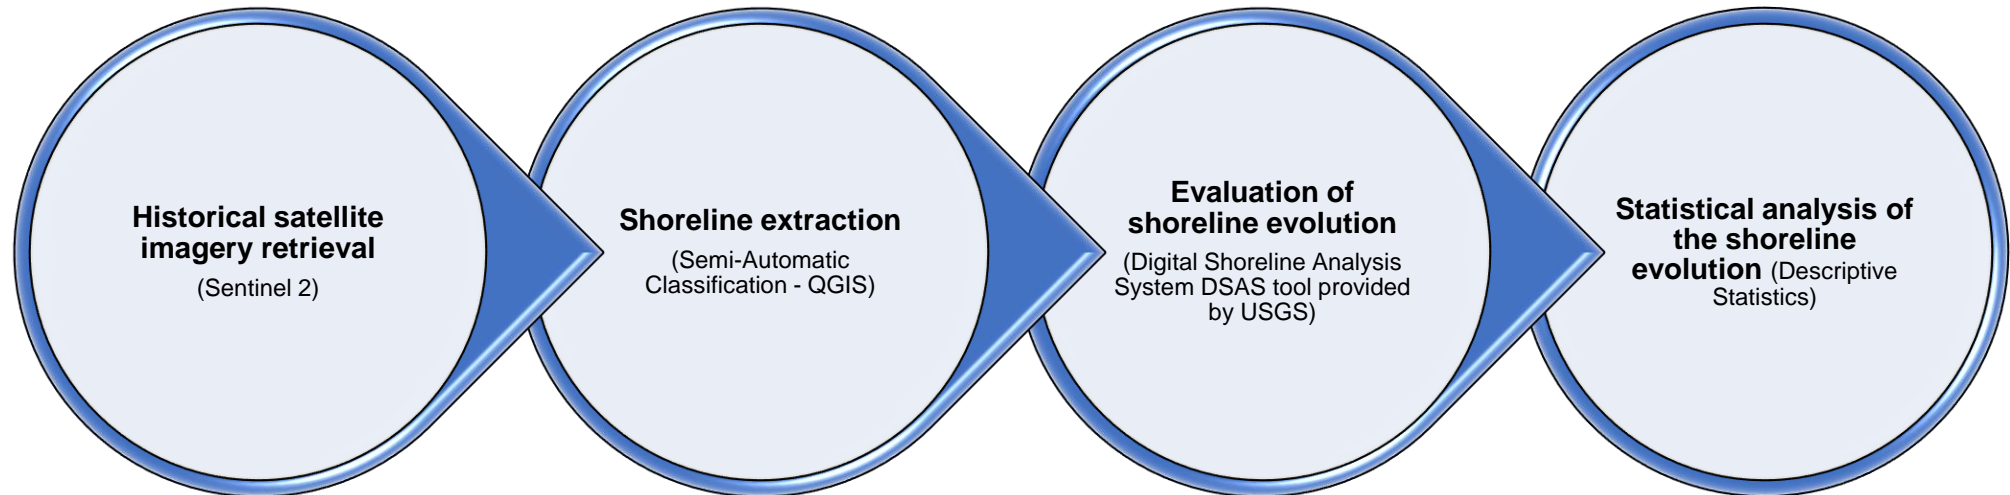 Historical satellite
imagery retrieval
(Sentinel 2)
Shoreline extraction
(Semi-Automatic
Classification - QGIS)
Evaluation of
shoreline evolution
(Digital Shoreline Analysis
System DSAS tool provided
by USGS)
Statistical analysis of
the shoreline
evolution (Descriptive
Statistics)